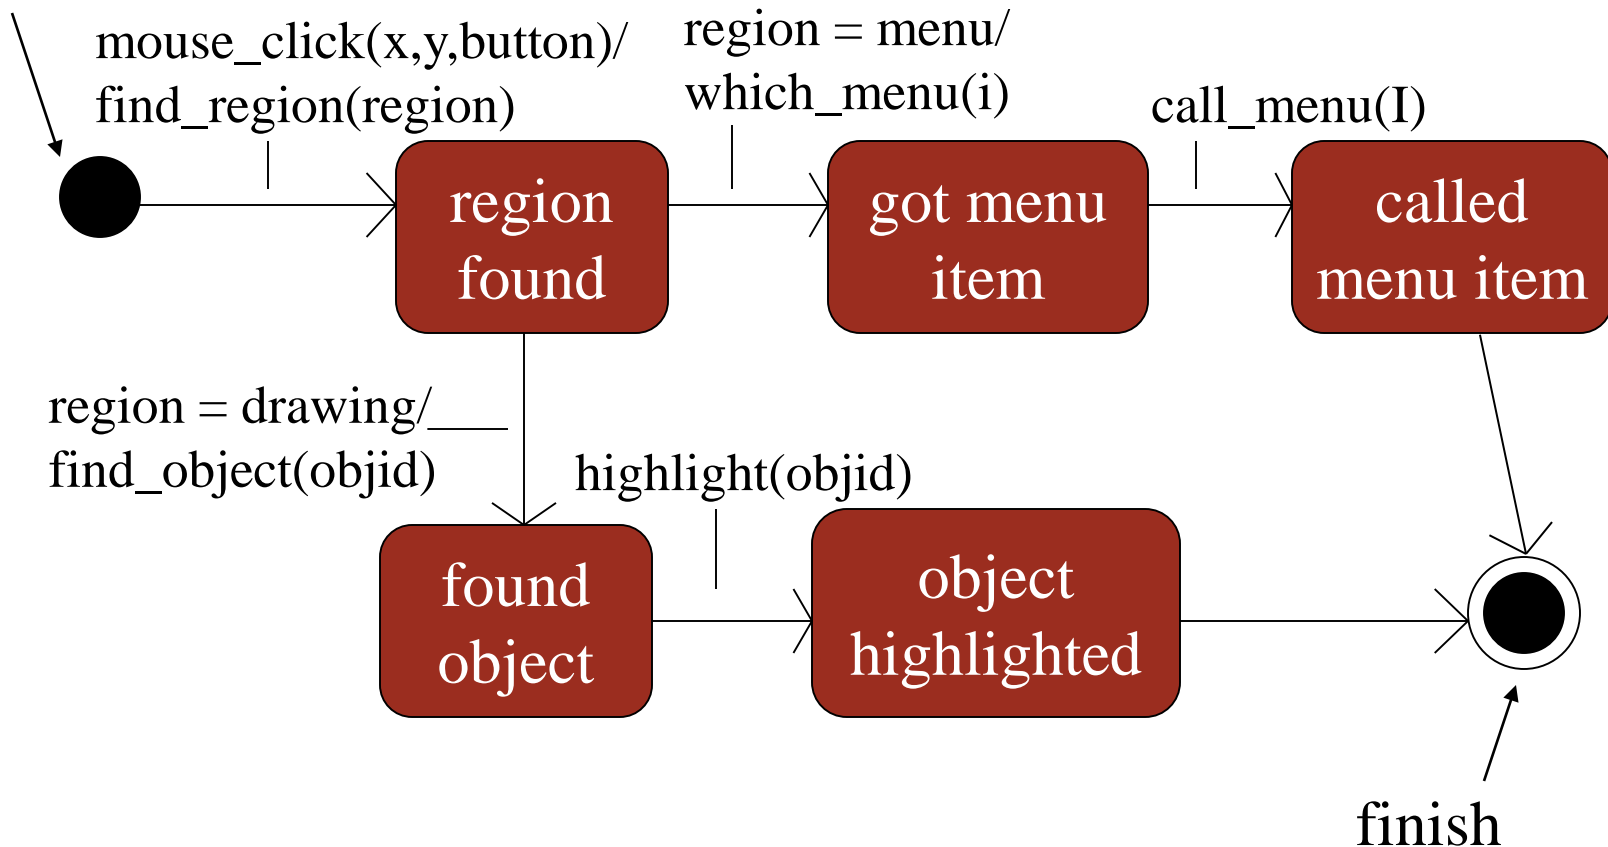 mouse_click(x,y,button)/
find_region(region)
region = menu/
which_menu(i)
call_menu(I)
region
found
got menu
item
called
menu item
region = drawing/
find_object(objid)
highlight(objid)
found
object
object
highlighted
finish